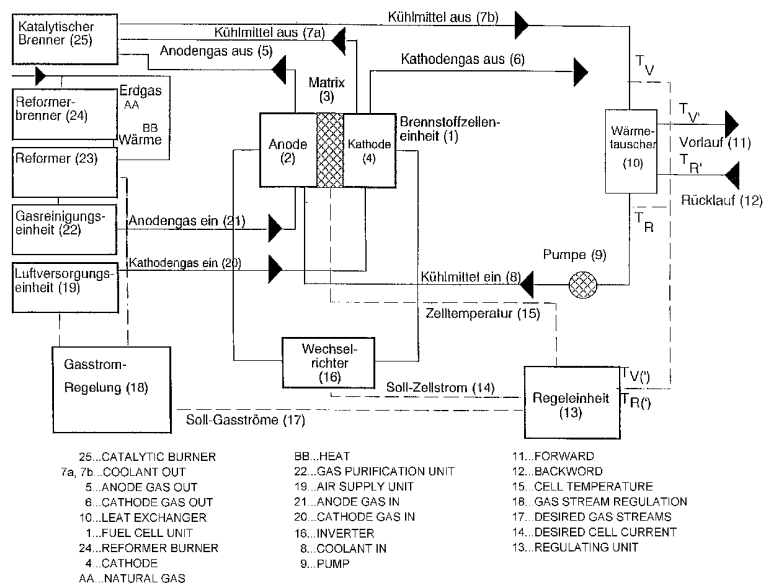 Katalytischer
Brenner (25)
Kühlmittel aus (7a)
Kühlmittel aus (7b)
Anodengas aus (5)
Kathodengas aus (6)
Matrix
(3)
T V
Erdgas
AA
BB
Wärme
Reformer-
brenner (24)
Reformer (23)
Anode
(2)
Kathode
(4)
Brennstoffzellen-
einheit (1)
Wärme-
tauscher
(10)
T V'
Vorlauf (11)
T R'
Rücklauf (12)
T R
Gasreinigungs-
einheit (22)
Anodengas ein (21)
Luftversorgungs-
einheit (19)
Kathodengas ein (20)
Pumpe (9)
Kühlmittel ein (8)
Zelltemperatur (15)
Gasstrom-
Regelung (18)
Wechsel-
richter
(16)
Soll-Zellstrom (14)
Soll-Gasströme (17)
Regeleinheit
(13)
T V(')
T R(')
25...CATALYTIC BURNER
7a, 7b...COOLANT OUT
5...ANODE GAS OUT
6...CATHODE GAS OUT
10...LEAT EXCHANGER
1...FUEL CELL UNIT
24...REFORMER BURNER
4...CATHODE
AA...NATURAL GAS
BB...HEAT
22...GAS PURIFICATION UNIT
19...AIR SUPPLY UNIT
21...ANODE GAS IN
20...CATHODE GAS IN
16...INVERTER
8...COOLANT IN
9...PUMP
11...FORWARD
12...BACKWORD
15...CELL TEMPERATURE
18...GAS STREAM REGULATION
17...DESIRED GAS STREAMS
14...DESIRED CELL CURRENT
13...REGULATING UNIT